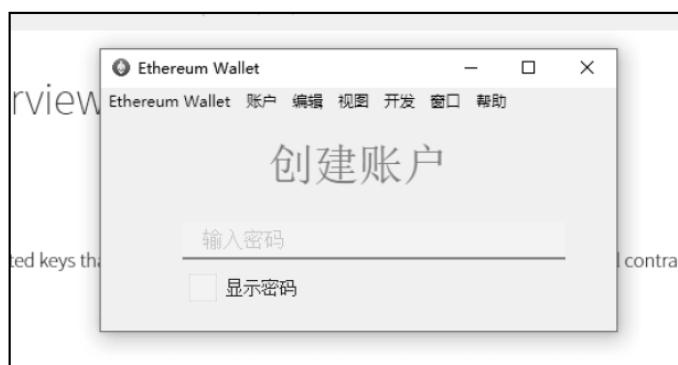 Ethereum Wallet
rview
Ethereum Wallet 账户 编辑 视图 开发 窗口 帮助
创建账户
输入密码
ted keys tha
l contra
显示密码